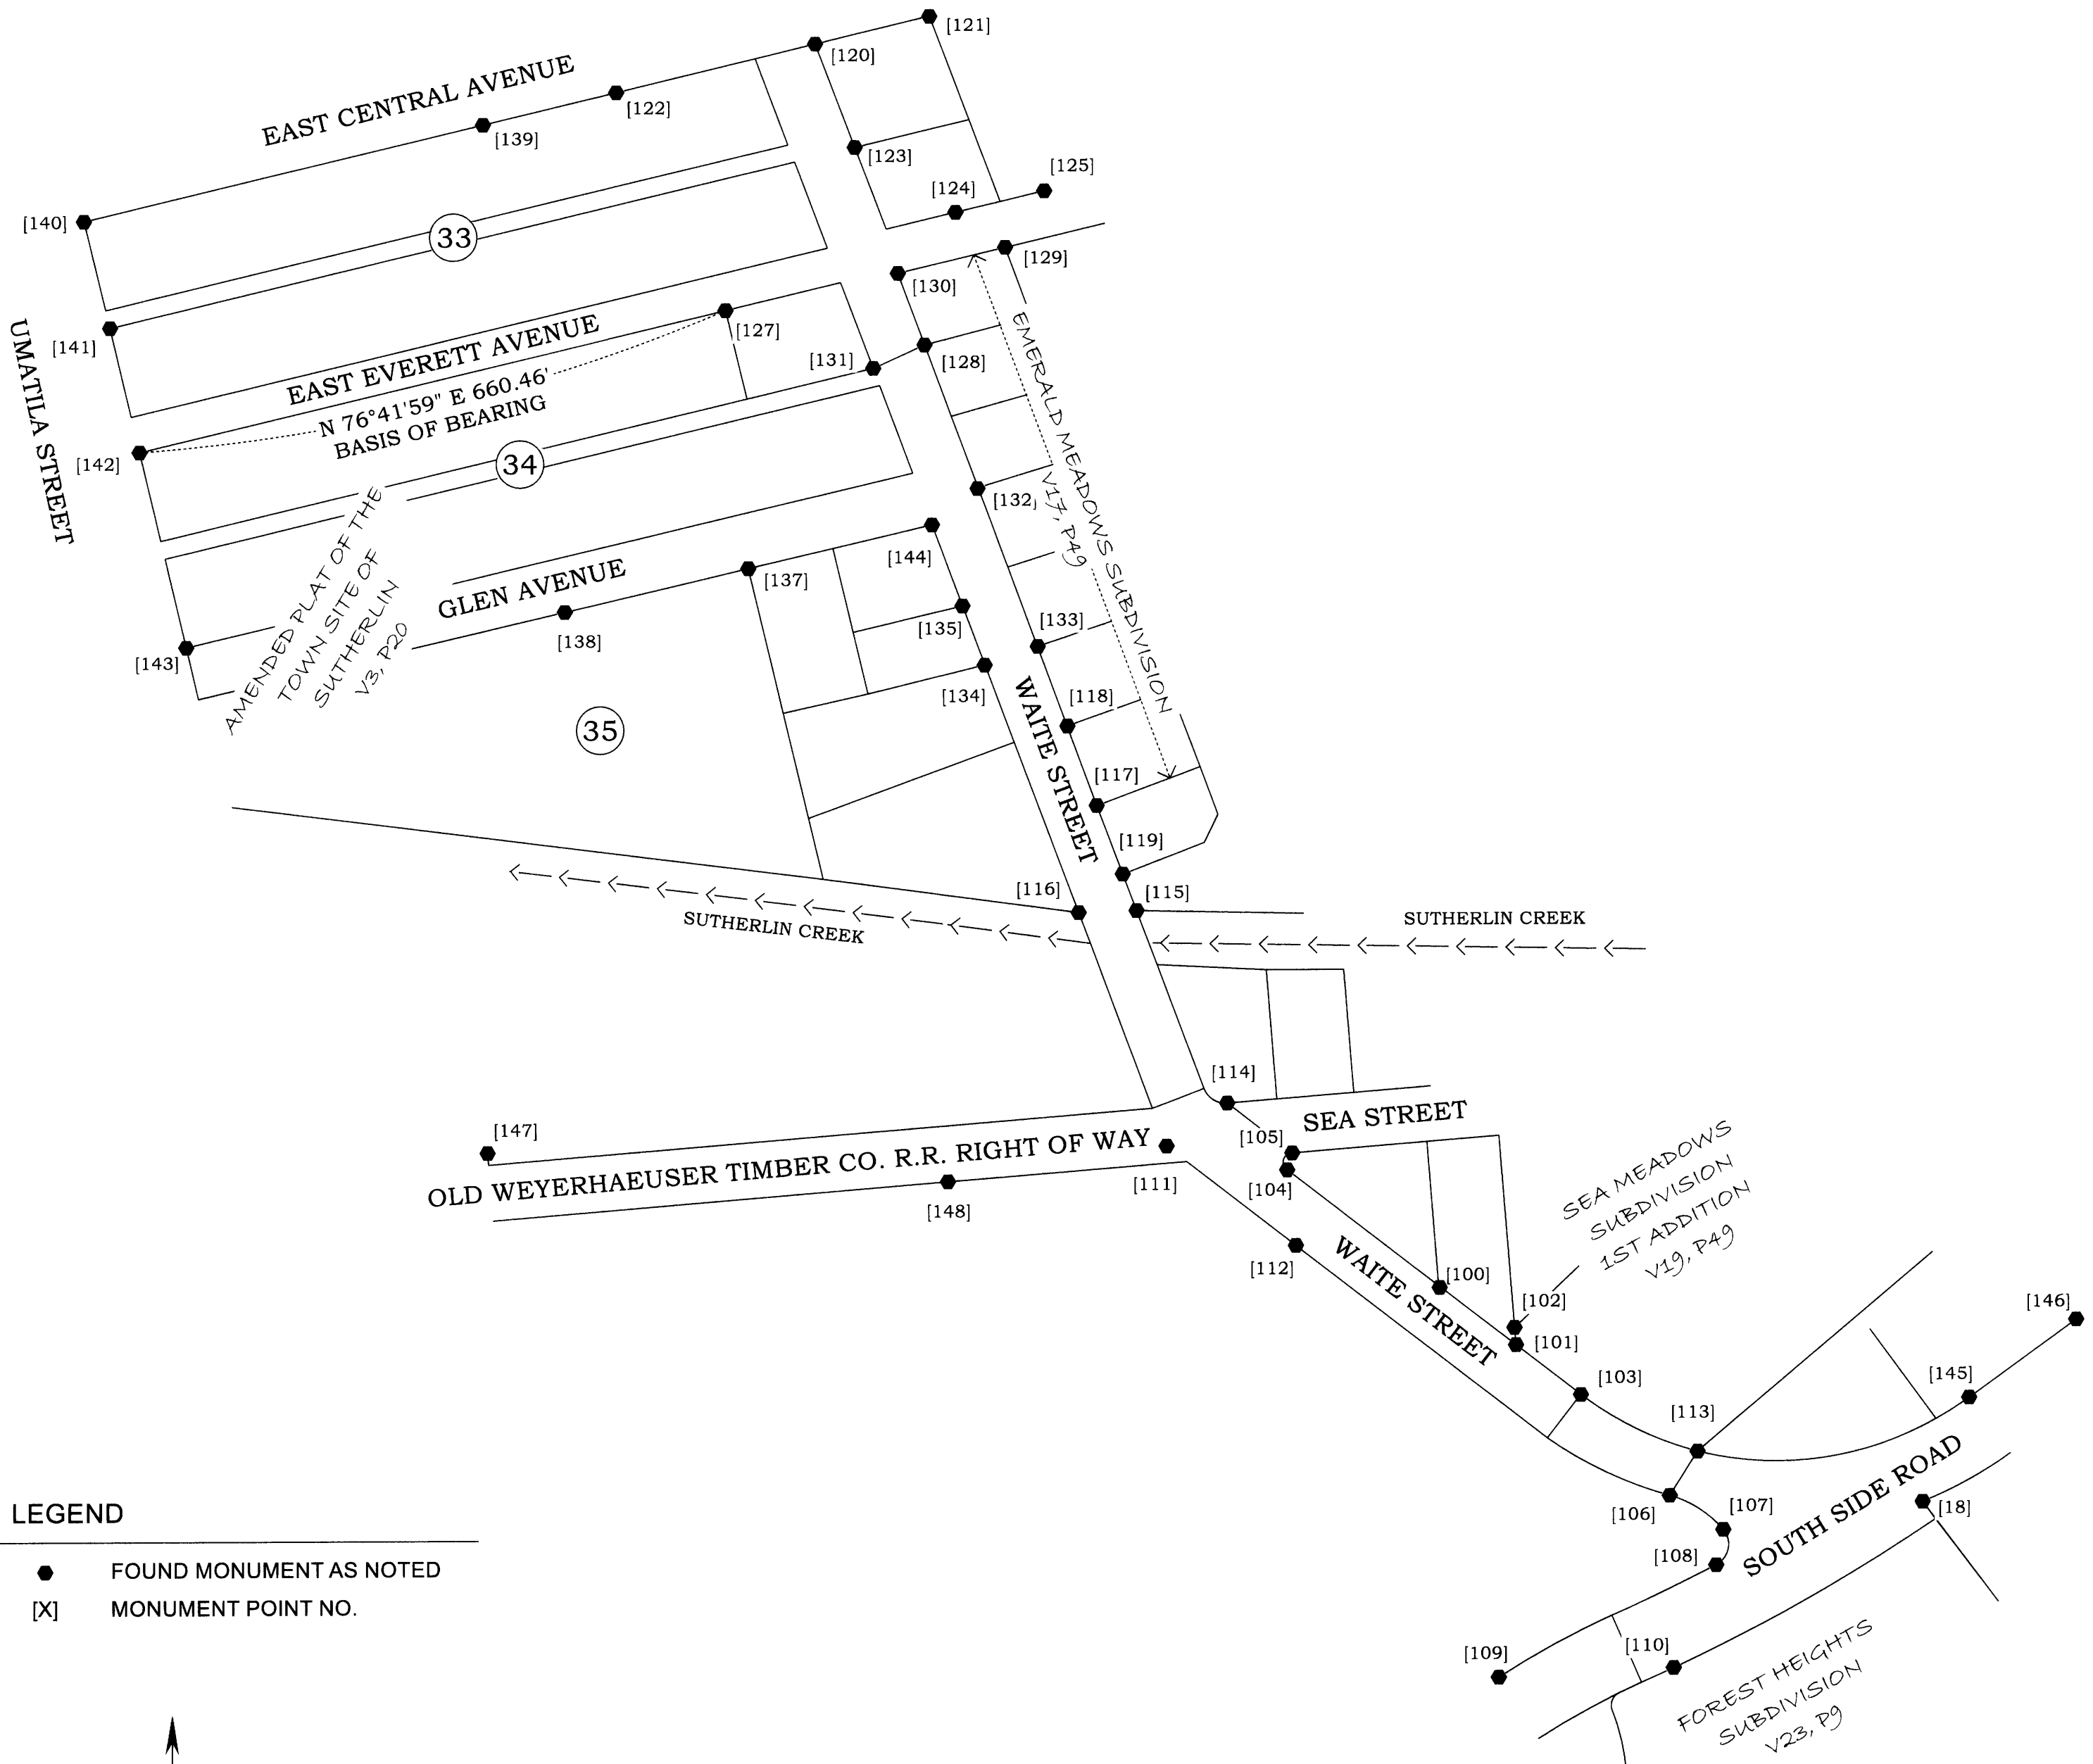 [121]
[120]
EAST CENTRAL AVENUE
[122]
[139]
[123]
[125]
[124]
[140]
33
[129]
[130]
UMATILA STREET
[141]
[127]
EAST EVERETT AVENUE
[131]
[128]
N 76°41'59" E 660.46'
BASIS OF BEARING
[142]
34
EMERALD MEADOWS SUBDIVISION
V17, P49
[132]
AMENDED PLAT OF THE
TOWN SITE OF
SUTHERLIN
V3, P20
[144]
GLEN AVENUE
[137]
[138]
[135]
[133]
[143]
[134]
[118]
35
WAITE STREET
[117]
[119]
[116]
[115]
SUTHERLIN CREEK
SUTHERLIN CREEK
[114]
SEA STREET
[147]
[105]
OLD WEYERHAEUSER TIMBER CO. R.R. RIGHT OF WAY
[104]
[111]
[148]
SEA MEADOWS
SUBDIVISION
1ST ADDITION
V19, P49
[112]
WAITE STREET
[100]
[102]
[101]
[146]
[103]
[145]
[113]
SOUTH SIDE ROAD
[106]
[107]
[18]
[108]
[109]
[110]
FOREST HEIGHTS
SUBDIVISION
V23, P9
LEGEND
FOUND MONUMENT AS NOTED
[X] MONUMENT POINT NO.